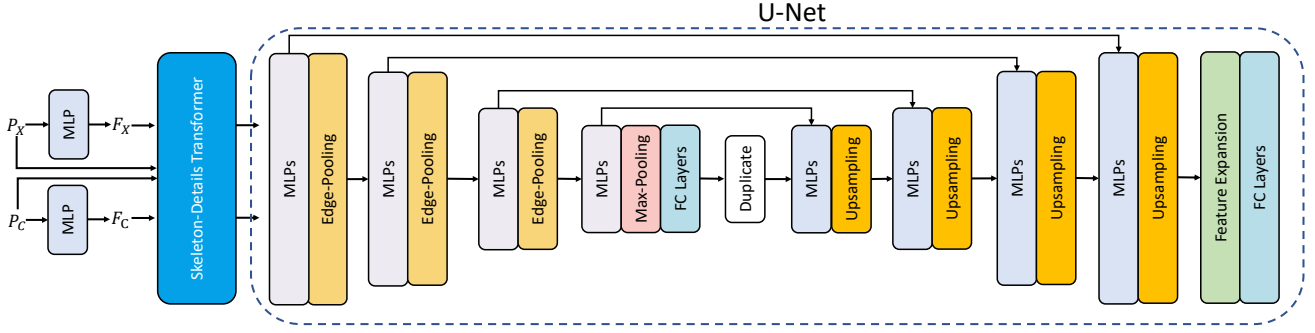 U-Net
P_X
MLP
F_X
P_C
MLP
F_C
Skeleton-Details Transformer
MLPs
Edge-Pooling
MLPs
Edge-Pooling
MLPs
Edge-Pooling
MLPs
Max-Pooling
FC Layers
Duplicate
MLPs
Upsampling
MLPs
Upsampling
MLPs
Upsampling
MLPs
Upsampling
Feature Expansion
FC Layers